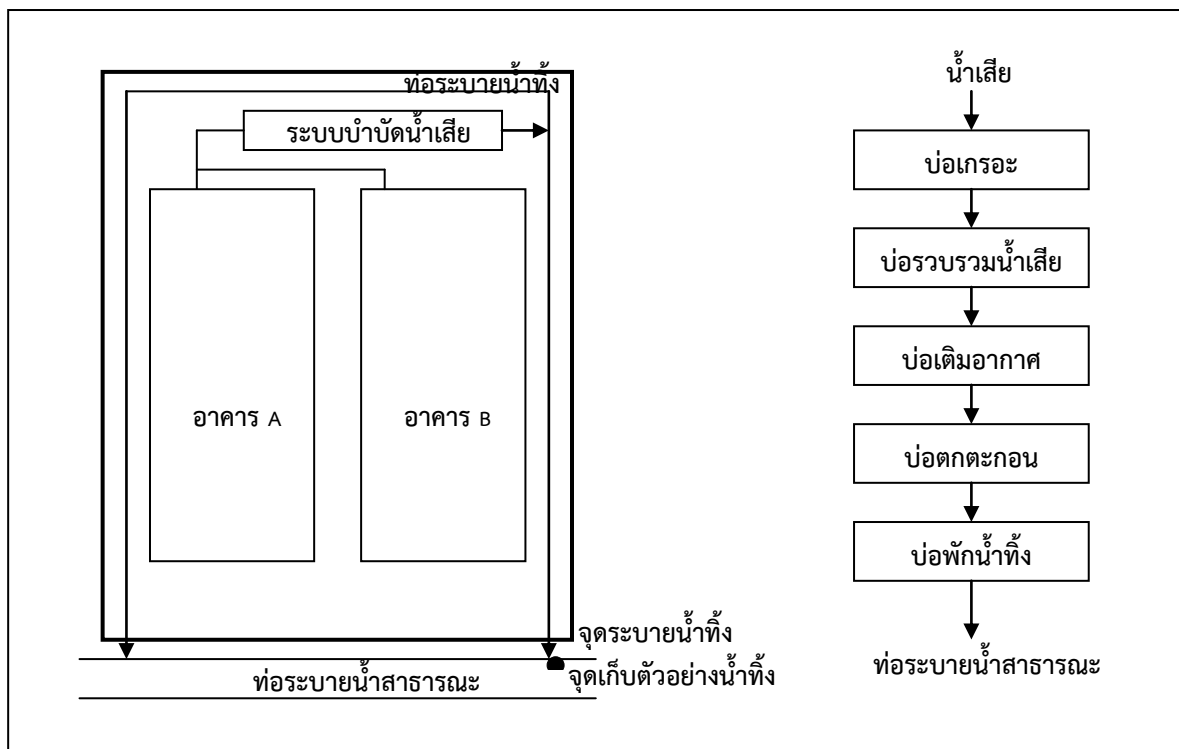 ท่อระบายน้ำทิ้ง
ระบบบำบัดน้ำเสีย
อาคาร A
อาคาร B
จุดระบายน้ำทิ้ง
จุดเก็บตัวอย่างน้ำทิ้ง
ท่อระบายน้ำสาธารณะ
น้ำเสีย
บ่อเกรอะ
บ่อรวบรวมน้ำเสีย
บ่อเติมอากาศ
บ่อตกตะกอน
บ่อพักน้ำทิ้ง
ท่อระบายน้ำสาธารณะ